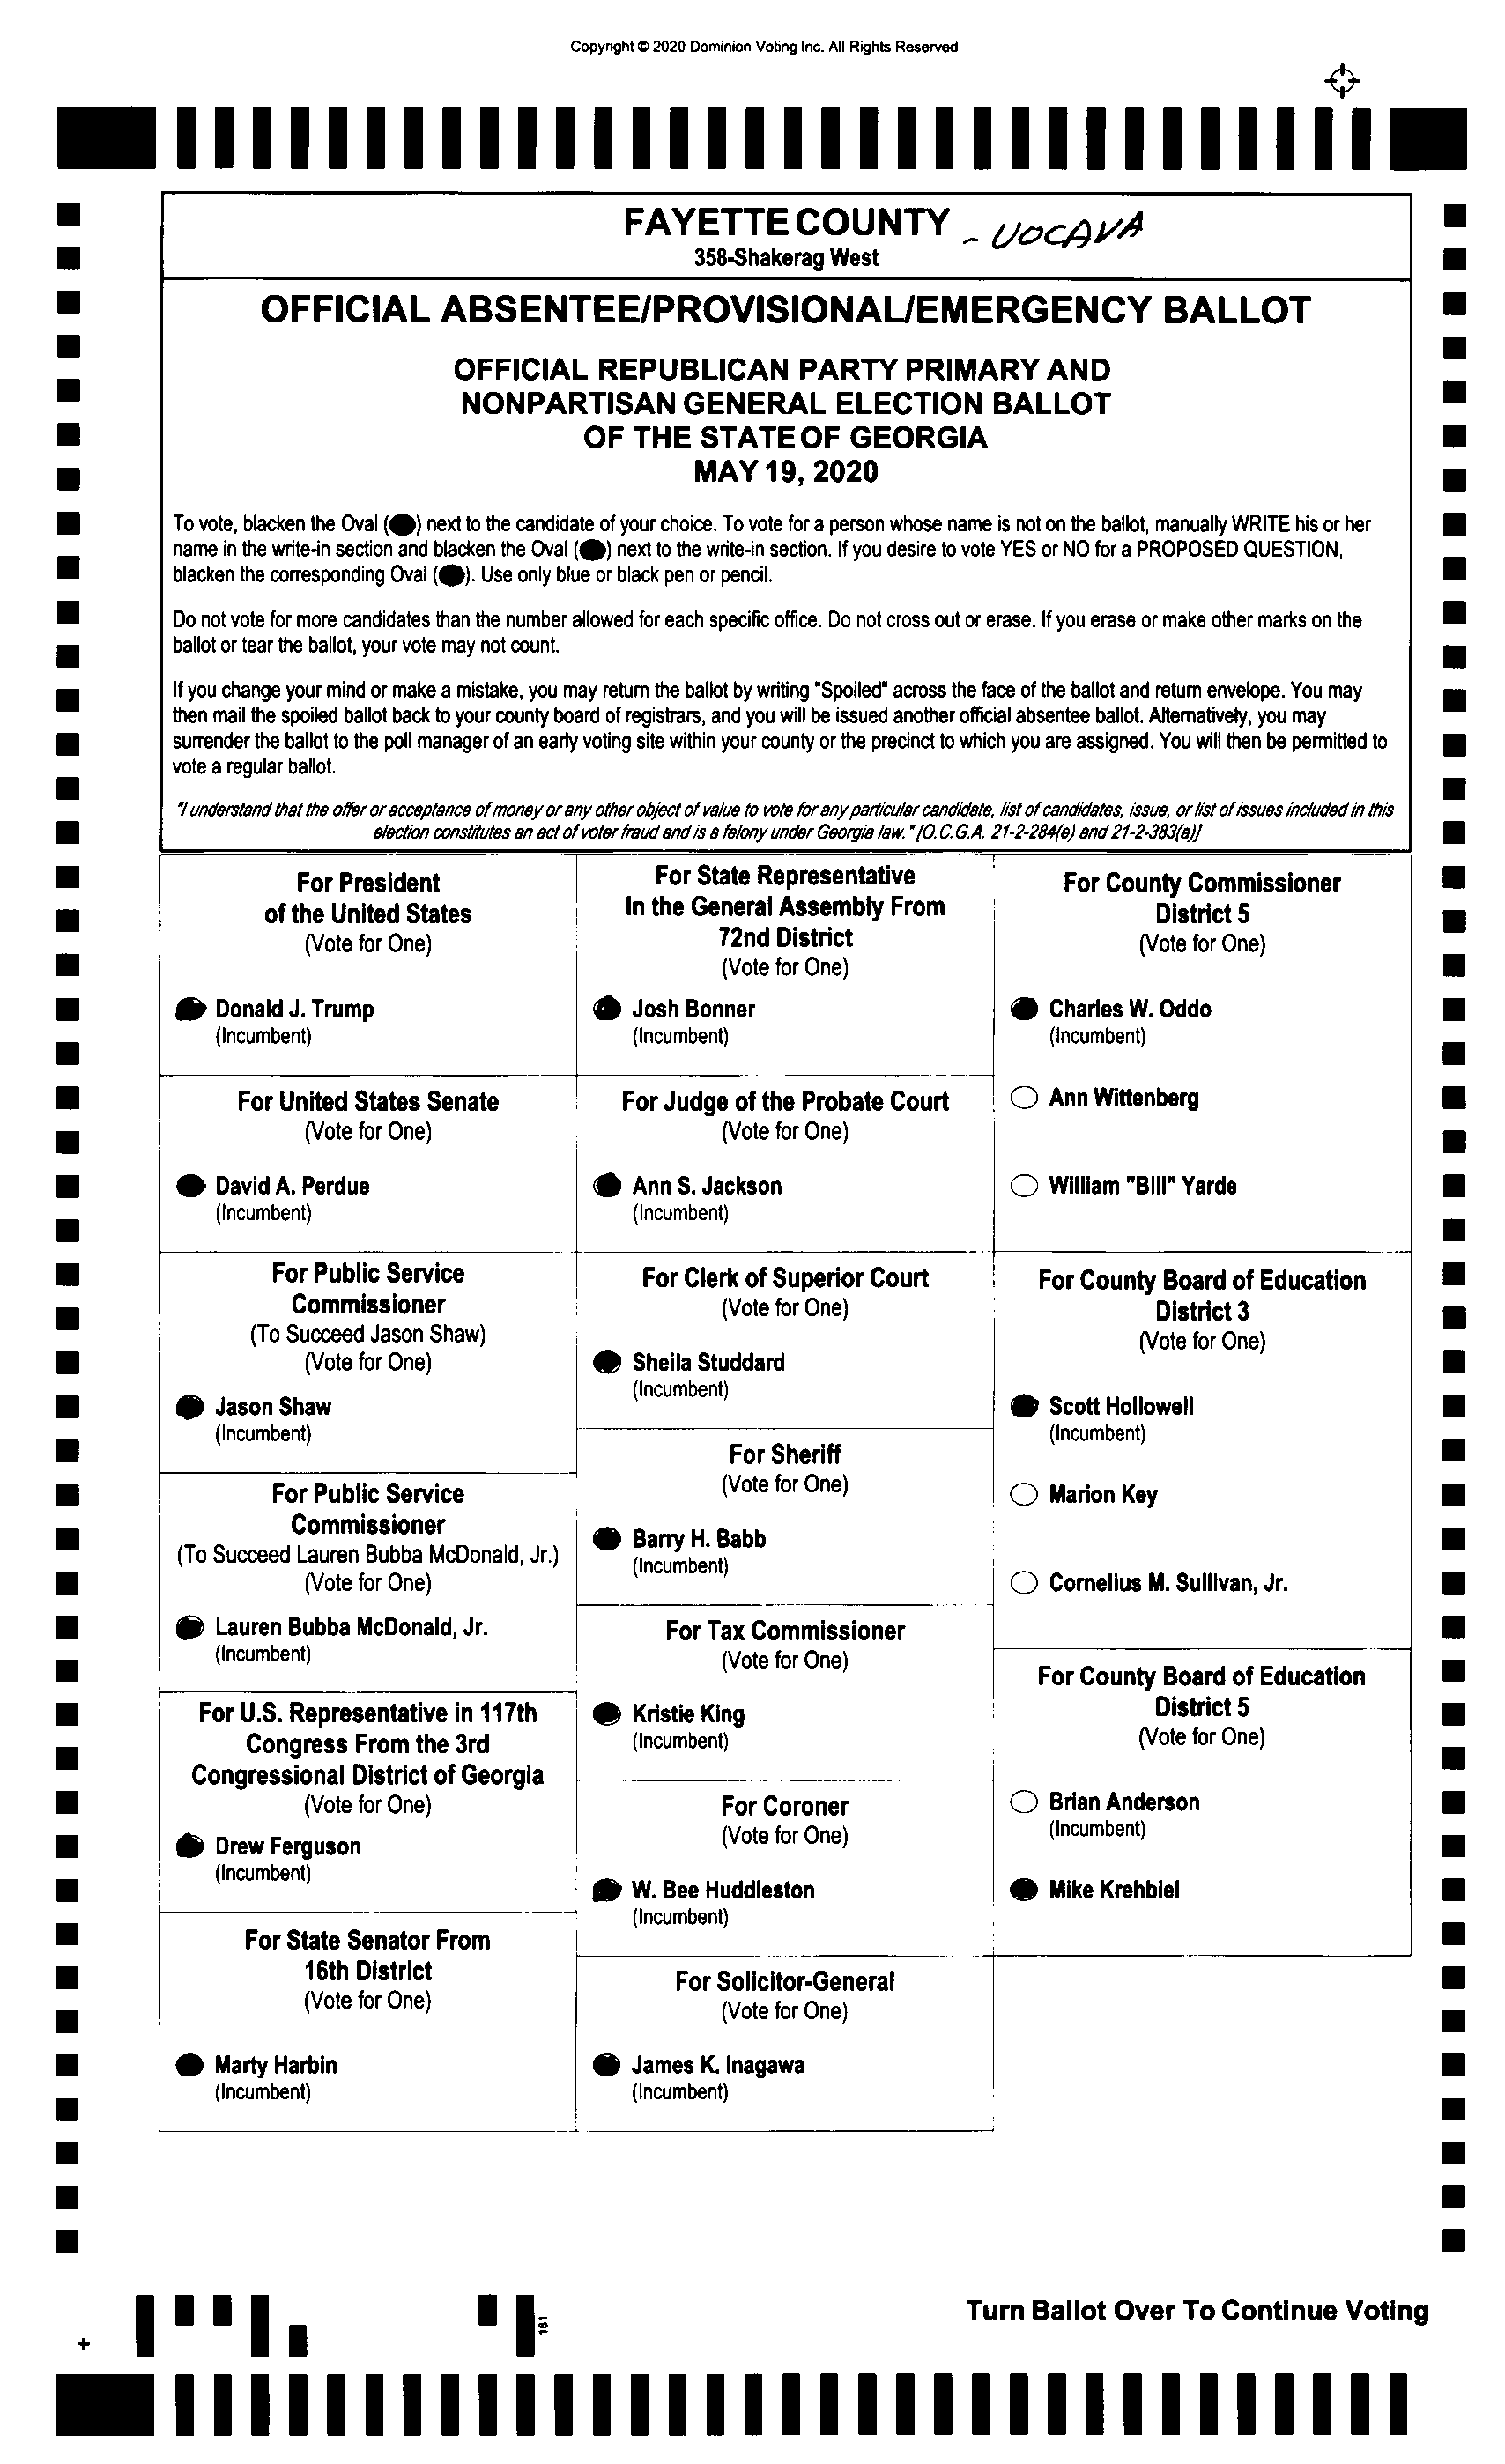 Copyright © 2020 Dominion Voting Inc. All Rights Reserved
FAYETTE COUNTY - UOCAVA
358-Shakerag West
OFFICIAL ABSENTEE/PROVISIONAL/EMERGENCY BALLOT
OFFICIAL REPUBLICAN PARTY PRIMARY AND
NONPARTISAN GENERAL ELECTION BALLOT
OF THE STATE OF GEORGIA
MAY 19, 2020
To vote, blacken the Oval ( ) next to the candidate of your choice. To vote for a person whose name is not on the ballot, manually WRITE his or her
name in the write-in section and blacken the Oval ( ) next to the write-in section. If you desire to vote YES or NO for a PROPOSED QUESTION,
blacken the corresponding Oval ( ). Use only blue or black pen or pencil.
Do not vote for more candidates than the number allowed for each specific office. Do not cross out or erase. If you erase or make other marks on the
ballot or tear the ballot, your vote may not count.
If you change your mind or make a mistake, you may return the ballot by writing "Spoiled" across the face of the ballot and return envelope. You may
then mail the spoiled ballot back to your county board of registrars, and you will be issued another official absentee ballot. Alternatively, you may
surrender the ballot to the poll manager of an early voting site within your county or the precinct to which you are assigned. You will then be permitted to
vote a regular ballot.
"I understand that the offer or acceptance of money or any other object of value to vote for any particular candidate, list of candidates, issue, or list of issues included in this
election constitutes an act of voter fraud and is a felony under Georgia law." [O.C.G.A. 21-2-284(e) and 21-2-383(a)]
For President
of the United States
(Vote for One)
Donald J. Trump
(Incumbent)
For United States Senate
(Vote for One)
David A. Perdue
(Incumbent)
For Public Service
Commissioner
(To Succeed Jason Shaw)
(Vote for One)
Jason Shaw
(Incumbent)
For Public Service
Commissioner
(To Succeed Lauren Bubba McDonald, Jr.)
(Vote for One)
Lauren Bubba McDonald, Jr.
(Incumbent)
For U.S. Representative in 117th
Congress From the 3rd
Congressional District of Georgia
(Vote for One)
Drew Ferguson
(Incumbent)
For State Senator From
16th District
(Vote for One)
Marty Harbin
(Incumbent)
For State Representative
In the General Assembly From
72nd District
(Vote for One)
Josh Bonner
(Incumbent)
For Judge of the Probate Court
(Vote for One)
Ann S. Jackson
(Incumbent)
For Clerk of Superior Court
(Vote for One)
Sheila Studdard
(Incumbent)
For Sheriff
(Vote for One)
Barry H. Babb
(Incumbent)
For Tax Commissioner
(Vote for One)
Kristie King
(Incumbent)
For Coroner
(Vote for One)
W. Bee Huddleston
(Incumbent)
For Solicitor-General
(Vote for One)
James K. Inagawa
(Incumbent)
For County Commissioner
District 5
(Vote for One)
Charles W. Oddo
(Incumbent)
Ann Wittenberg
William "Bill" Yarde
For County Board of Education
District 3
(Vote for One)
Scott Hollowell
(Incumbent)
Marion Key
Cornelius M. Sullivan, Jr.
For County Board of Education
District 5
(Vote for One)
Brian Anderson
(Incumbent)
Mike Krehbiel
161
Turn Ballot Over To Continue Voting